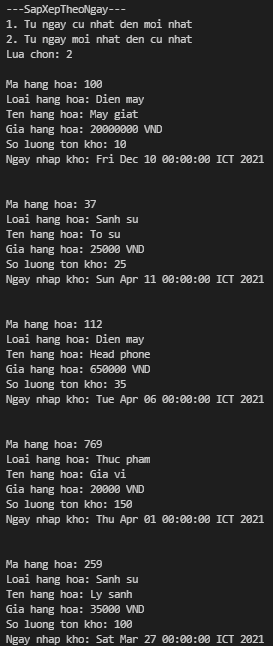 ---SapXepTheoNgay---
1. Tu ngay cu nhat den moi nhat
2. Tu ngay moi nhat den cu nhat
Lua chon: 2
Ma hang hoa: 100
Loai hang hoa: Dien may
Ten hang hoa: May giat
Gia hang hoa: 20000000 VND
So luong ton kho: 10
Ngay nhap kho: Fri Dec 10 00:00:00 ICT 2021
Ma hang hoa: 37
Loai hang hoa: Sanh su
Ten hang hoa: To su
Gia hang hoa: 25000 VND
So luong ton kho: 25
Ngay nhap kho: Sun Apr 11 00:00:00 ICT 2021
Ma hang hoa: 112
Loai hang hoa: Dien may
Ten hang hoa: Head phone
Gia hang hoa: 650000 VND
So luong ton kho: 35
Ngay nhap kho: Tue Apr 06 00:00:00 ICT 2021
Ma hang hoa: 769
Loai hang hoa: Thuc pham
Ten hang hoa: Gia vi
Gia hang hoa: 20000 VND
So luong ton kho: 150
Ngay nhap kho: Thu Apr 01 00:00:00 ICT 2021
Ma hang hoa: 259
Loai hang hoa: Sanh su
Ten hang hoa: Ly sanh
Gia hang hoa: 35000 VND
So luong ton kho: 100
Ngay nhap kho: Sat Mar 27 00:00:00 ICT 2021